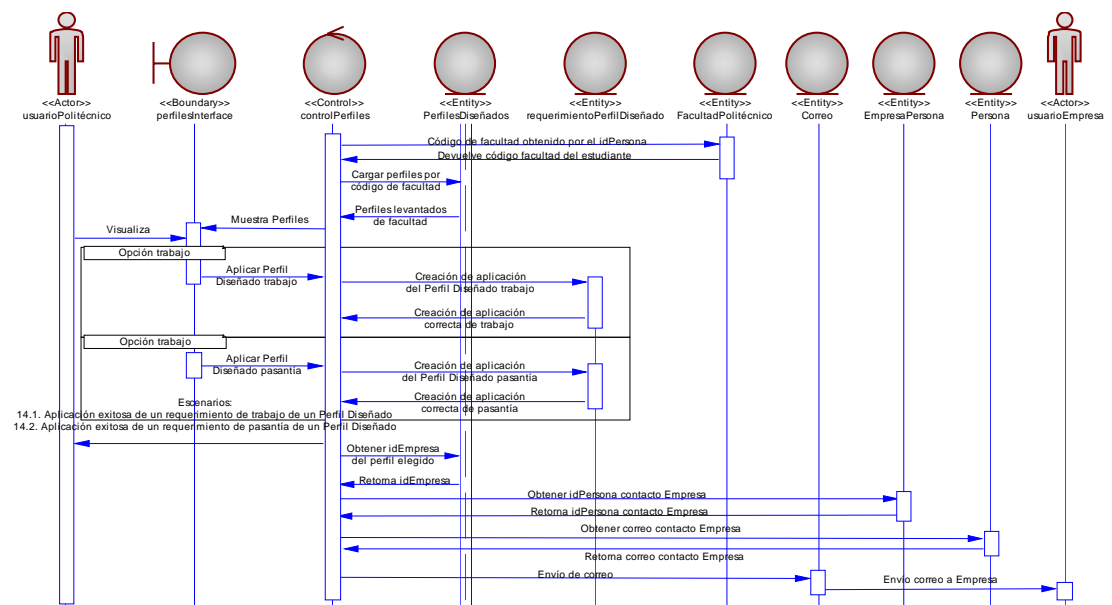 <<Actor>>
usuarioPolitécnico
<<Boundary>>
perfilesInterface
<<Control>>
controlPerfiles
<<Entity>>
PerfilesDiseñados
<<Entity>>
requerimientoPerfilDiseñado
<<Entity>>
FacultadPolitécnico
<<Entity>>
Correo
<<Entity>>
EmpresaPersona
<<Entity>>
Persona
<<Actor>>
usuarioEmpresa
Código de facultad obtenido por el idPersona
Devuelve código facultad del estudiante
Cargar perfiles por
código de facultad
Perfiles levantados
de facultad
Muestra Perfiles
Visualiza
Opción trabajo
Aplicar Perfil
Diseñado trabajo
Creación de aplicación
del Perfil Diseñado trabajo
Creación de aplicación
correcta de trabajo
Opción trabajo
Aplicar Perfil
Diseñado pasantía
Creación de aplicación
del Perfil Diseñado pasantía
Creación de aplicación
correcta de pasantía
Escenarios:
14.1. Aplicación exitosa de un requerimiento de trabajo de un Perfil Diseñado
14.2. Aplicación exitosa de un requerimiento de pasantía de un Perfil Diseñado
Obtener idEmpresa
del perfil elegido
Retorna idEmpresa
Obtener idPersona contacto Empresa
Retorna idPersona contacto Empresa
Obtener correo contacto Empresa
Retorna correo contacto Empresa
Envío de correo
Envío correo a Empresa